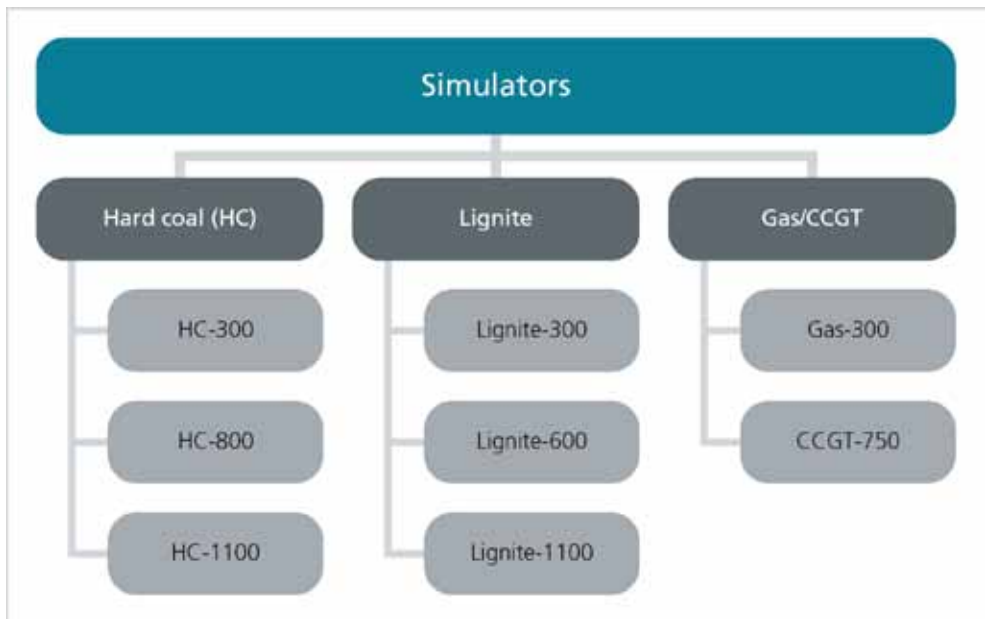 Simulators
Hard coal (HC)
Lignite
Gas/CCGT
HC-300
Lignite-300
Gas-300
HC-800
Lignite-600
CCGT-750
HC-1100
Lignite-1100